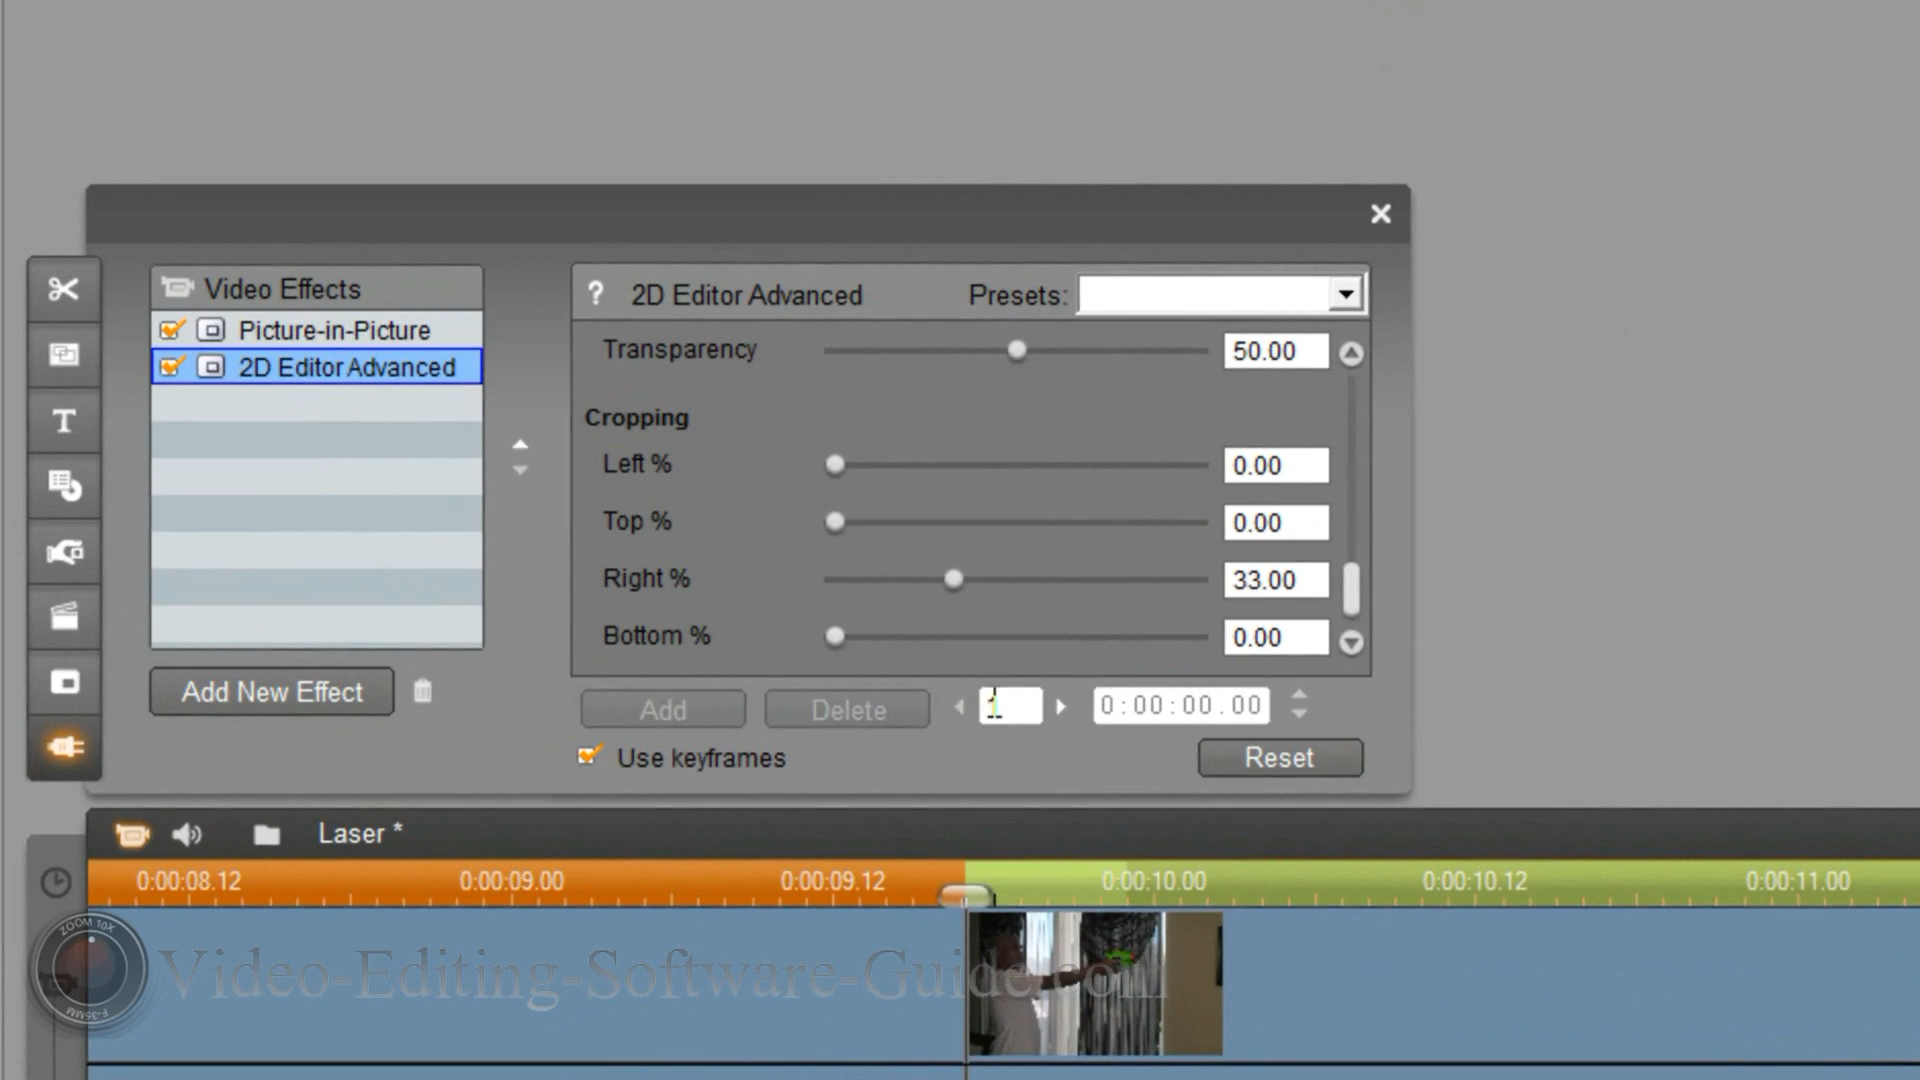 Video Effects
Picture-in-Picture
2D Editor Advanced
Add New Effect
? 2D Editor Advanced Presets:
Transparency 50.00
Cropping
Left % 0.00
Top % 0.00
Right % 33.00
Bottom % 0.00
Add Delete 1 0:00:00.00
Use keyframes Reset
T
Laser *
0:00:08.12 0:00:09.00 0:00:09.12 0:00:10.00 0:00:10.12 0:00:11.00
ZOOM 10X
Video-Editing-Software-Guide.com
F-35MM